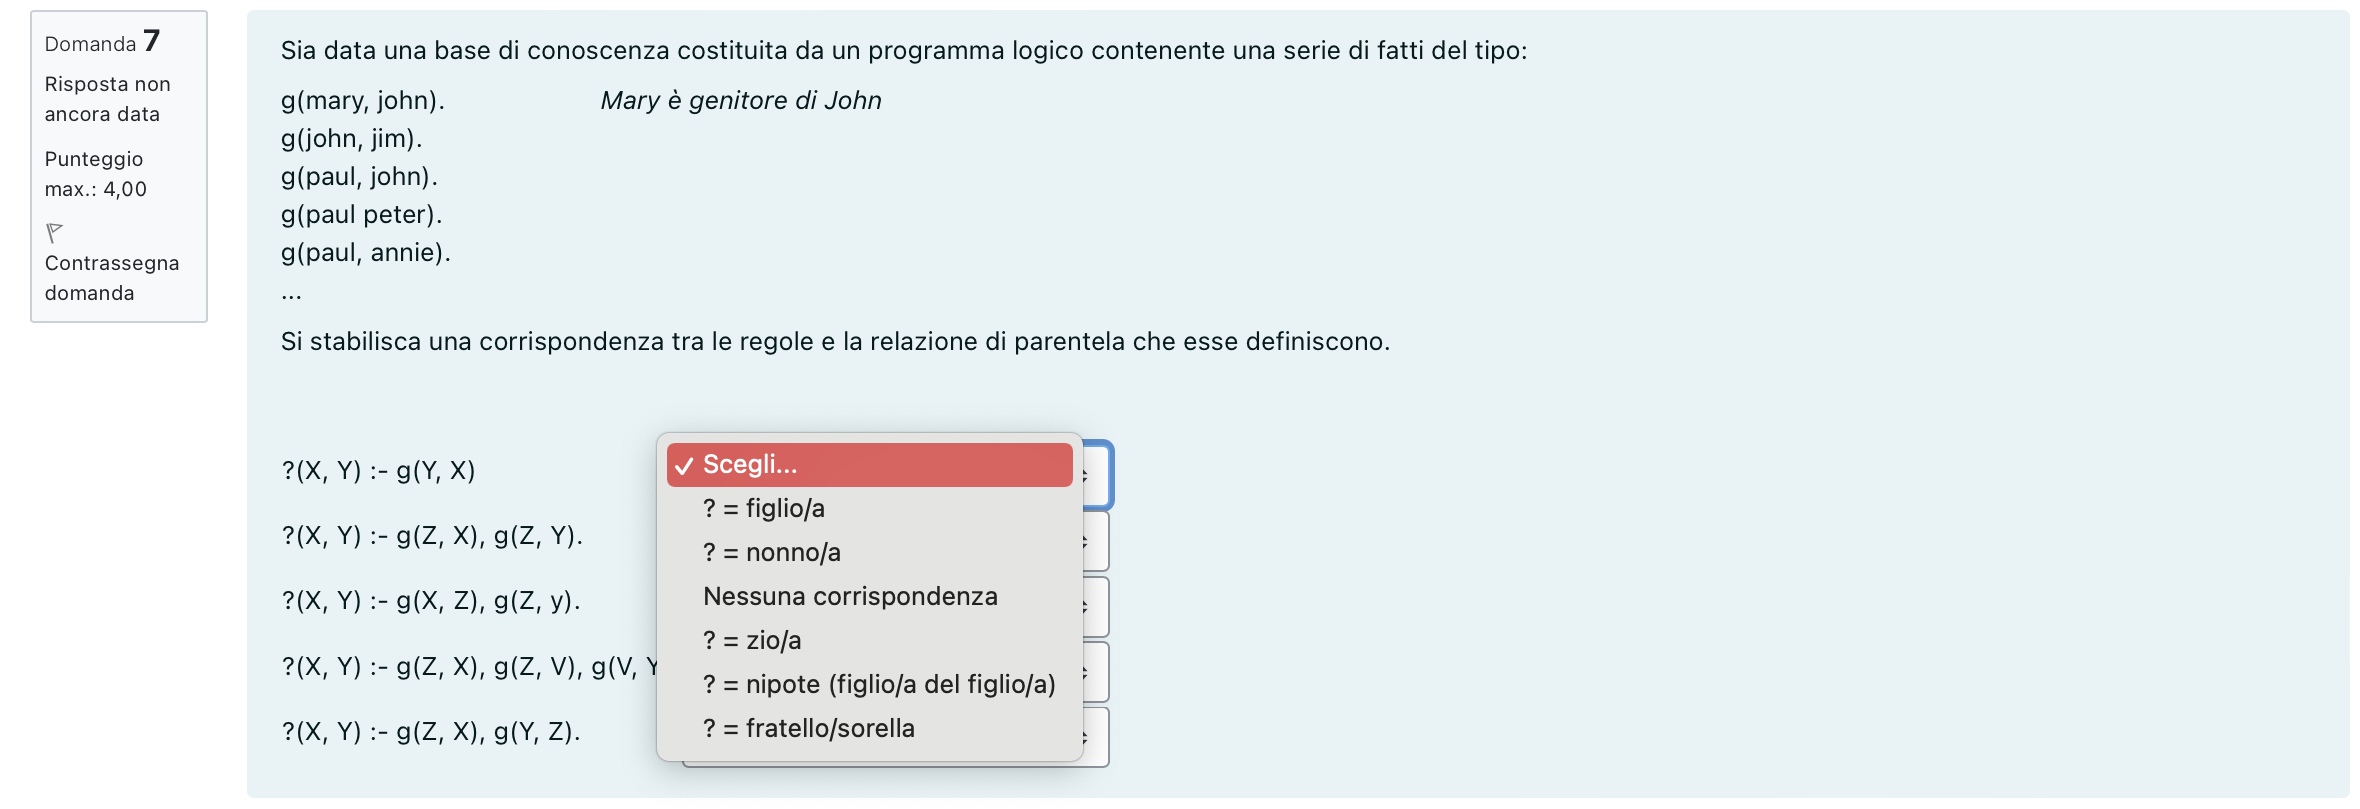 Domanda 7
Risposta non
ancora data
Punteggio
max.: 4,00
Contrassegna
domanda
Sia data una base di conoscenza costituita da un programma logico contenente una serie di fatti del tipo:
g(mary, john). Mary è genitore di John
g(john, jim).
g(paul, john).
g(paul peter).
g(paul, annie).
...
Si stabilisca una corrispondenza tra le regole e la relazione di parentela che esse definiscono.
?(X, Y) :- g(Y, X)
?(X, Y) :- g(Z, X), g(Z, Y).
?(X, Y) :- g(X, Z), g(Z, y).
?(X, Y) :- g(Z, X), g(Z, V), g(V, Y
?(X, Y) :- g(Z, X), g(Y, Z).
✓ Scegli...
? = figlio/a
? = nonno/a
Nessuna corrispondenza
? = zio/a
? = nipote (figlio/a del figlio/a)
? = fratello/sorella